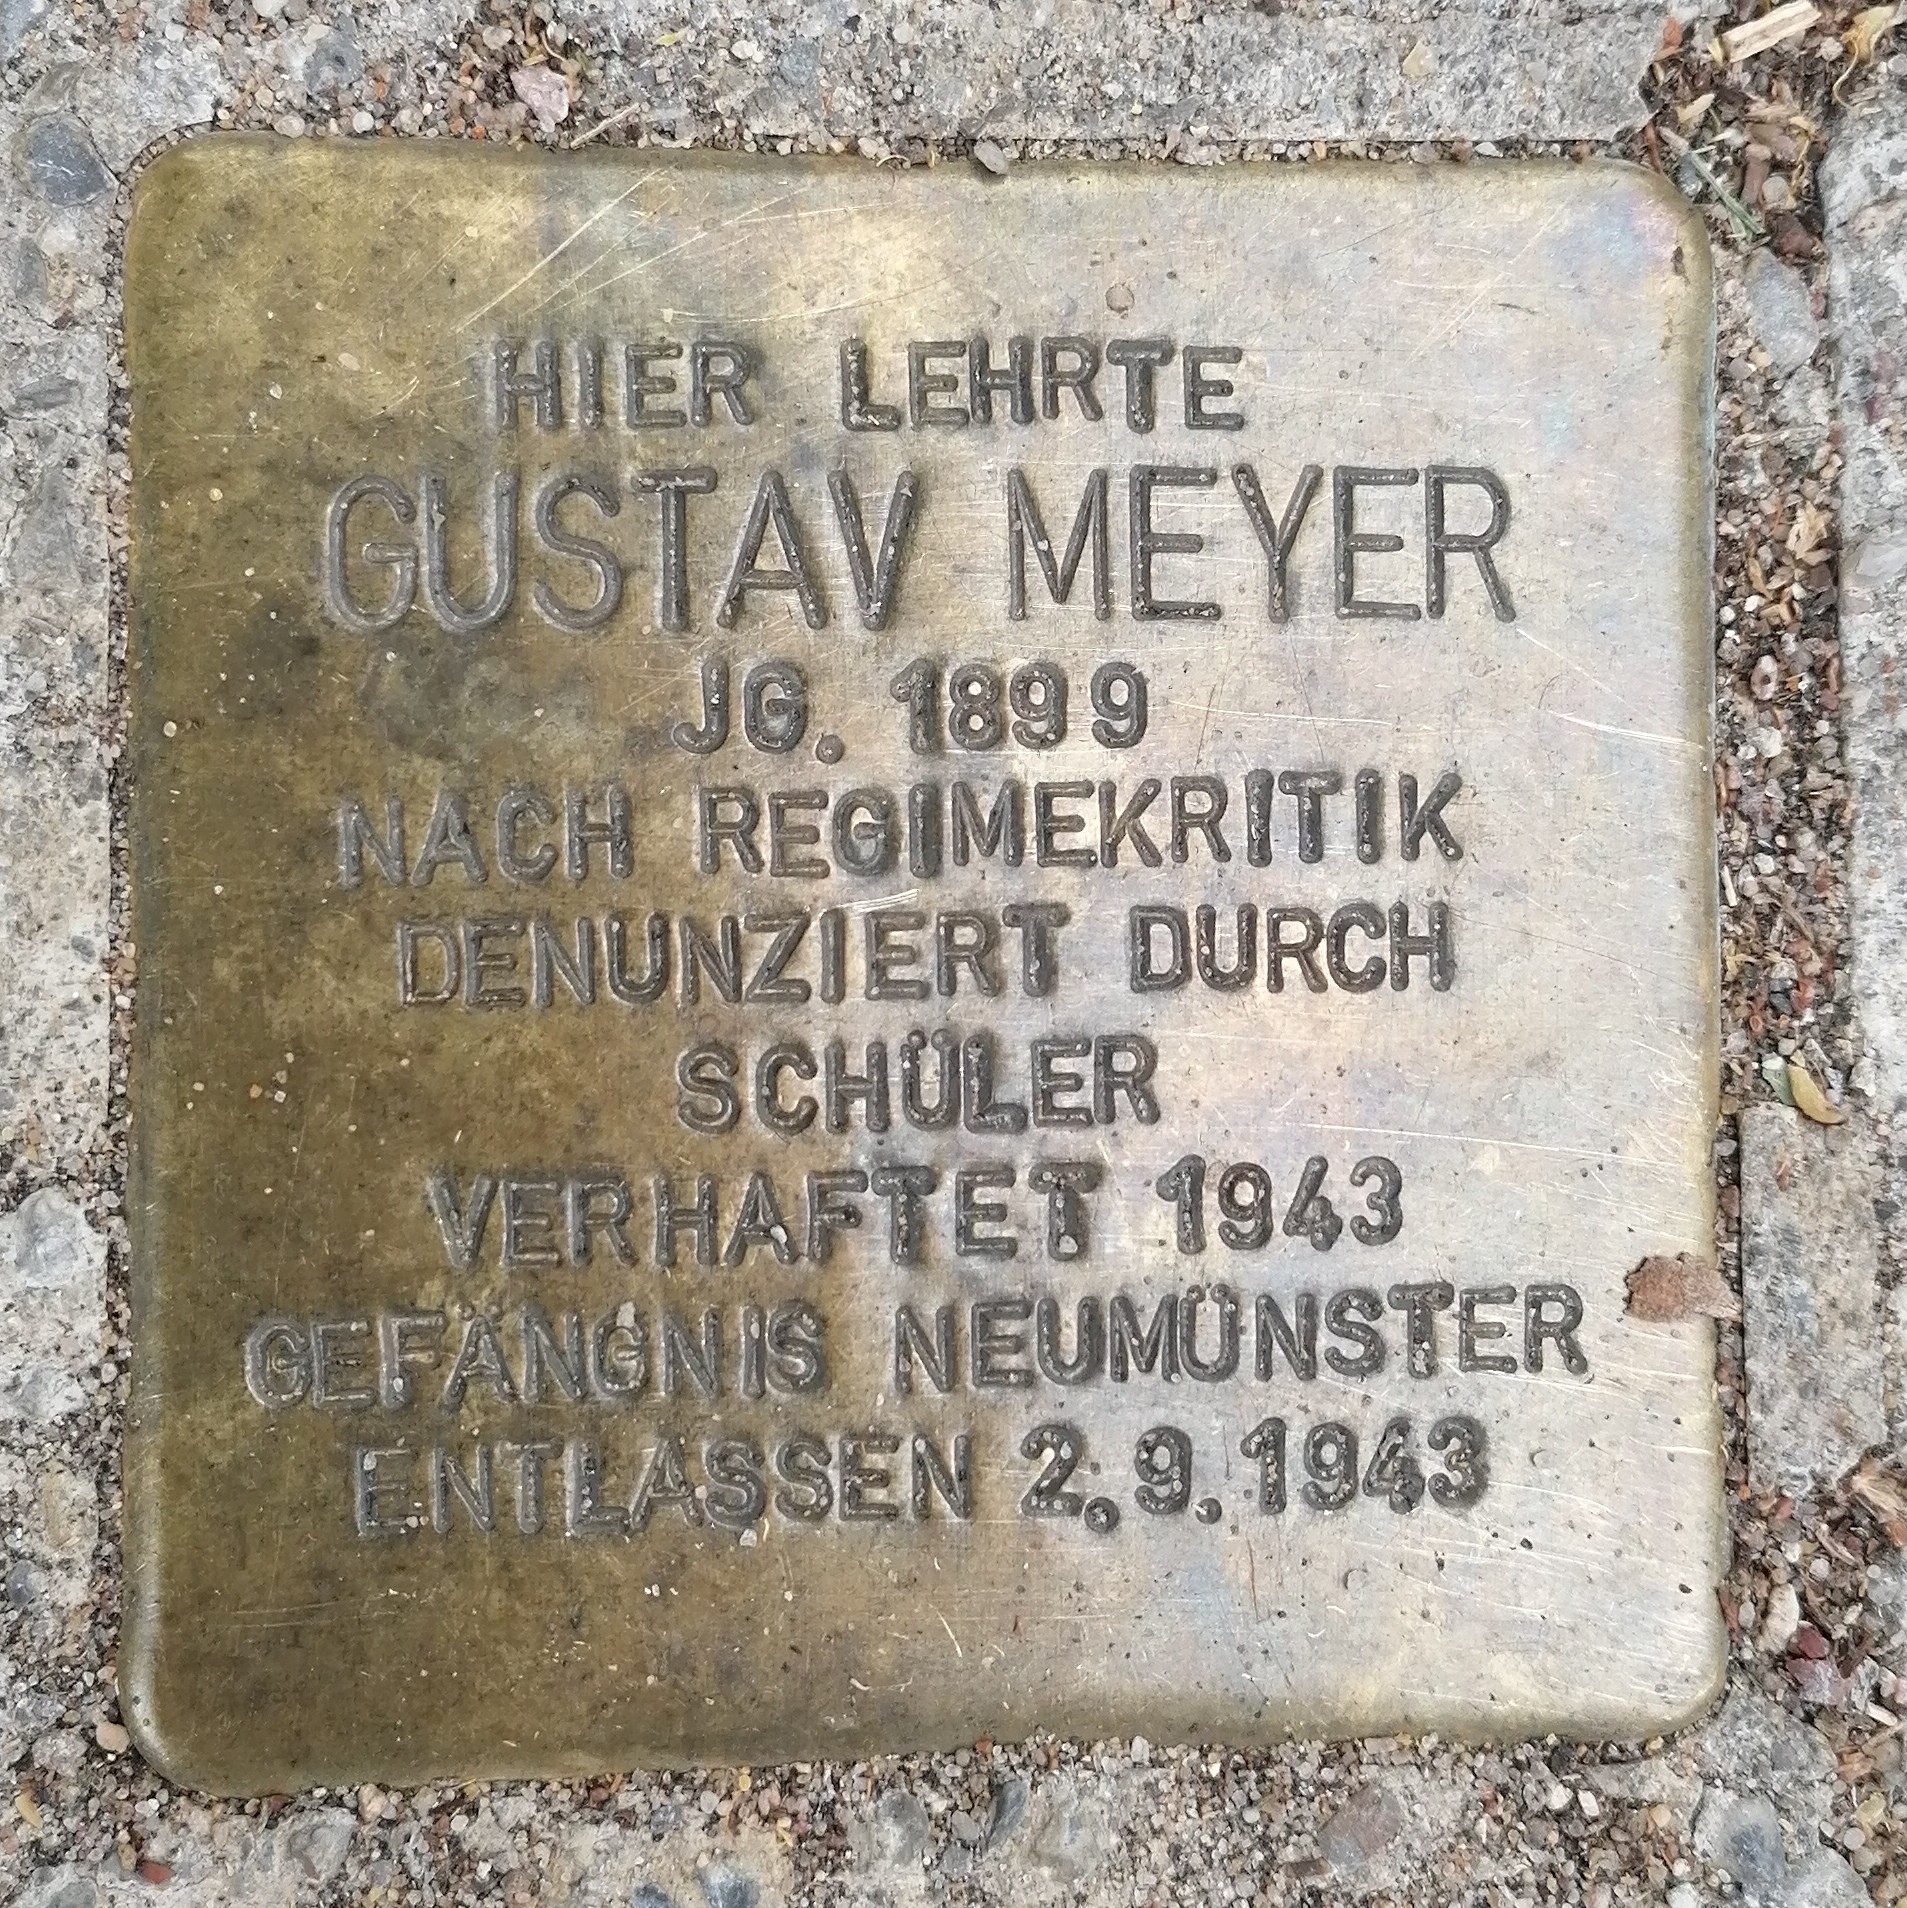 HIER LEHRTE
GUSTAV MEYER
JG. 1899
NACH REGIMEKRITIK
DENUNZIERT DURCH
SCHÜLER
VERHAFTET 1943
GEFÄNGNIS NEUMÜNSTER
ENTLASSEN 2.9.1943